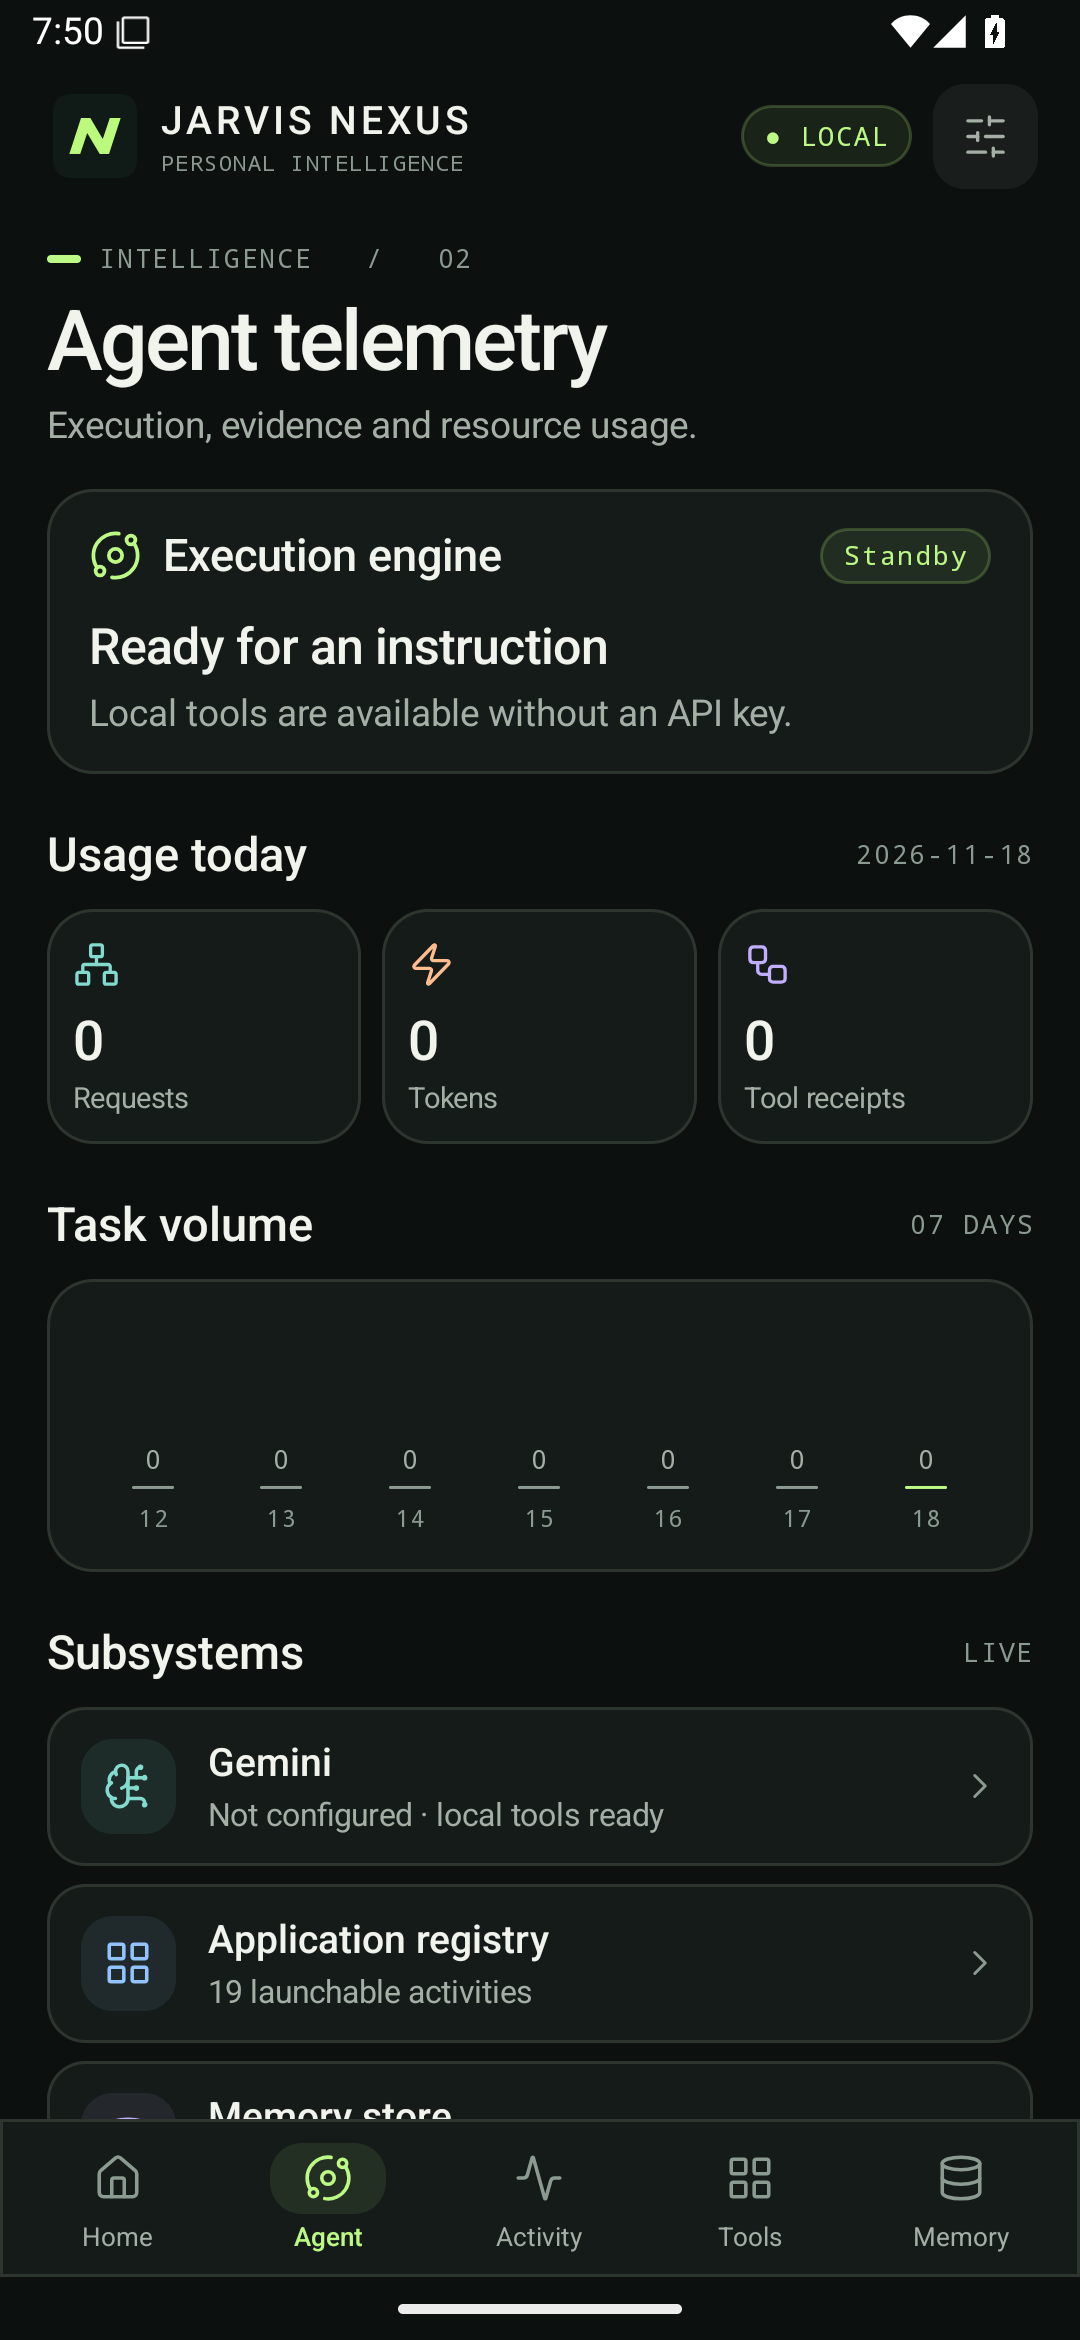 7:50
JARVIS NEXUS
PERSONAL INTELLIGENCE
LOCAL
INTELLIGENCE / 02
Agent telemetry
Execution, evidence and resource usage.
Execution engine
Standby
Ready for an instruction
Local tools are available without an API key.
Usage today
2026-11-18
0
Requests
0
Tokens
0
Tool receipts
Task volume
07 DAYS
0 0 0 0 0 0 0
12 13 14 15 16 17 18
Subsystems
LIVE
Gemini
Not configured · local tools ready
Application registry
19 launchable activities
Memory store
Home
Agent
Activity
Tools
Memory